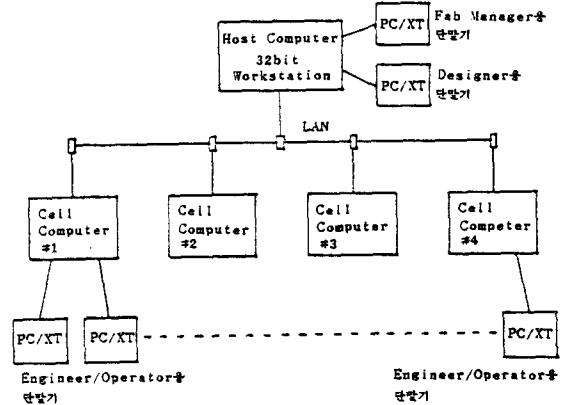 Host Computer
32bit
Workstation
PC/XT
Fab Manager용
단말기
PC/XT
Designer용
단말기
LAN
Cell
Computer
#1
Cell
Computer
#2
Cell
Computer
#3
Cell
Competer
#4
PC/XT
PC/XT
PC/XT
Engineer/Operator용
단말기
Engineer/Operator용
단말기